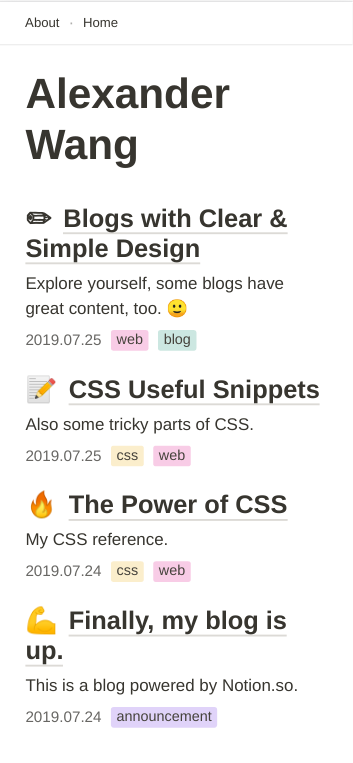 About · Home
Alexander
Wang
✏️ Blogs with Clear &
Simple Design
Explore yourself, some blogs have
great content, too. 🙂
2019.07.25 web blog
📝 CSS Useful Snippets
Also some tricky parts of CSS.
2019.07.25 css web
🔥 The Power of CSS
My CSS reference.
2019.07.24 css web
💪 Finally, my blog is
up.
This is a blog powered by Notion.so.
2019.07.24 announcement